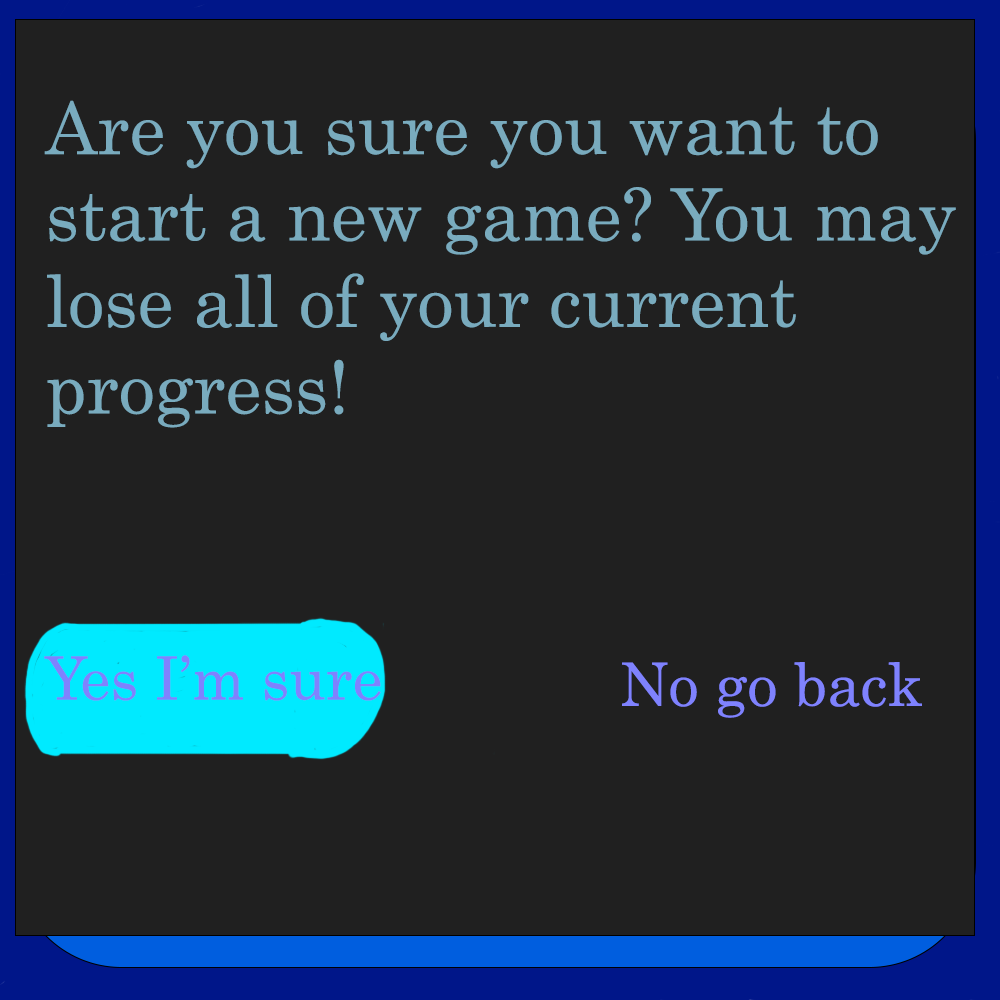 Are you sure you want to
start a new game? You may
lose all of your current
progress!
Yes I’m sure
No go back